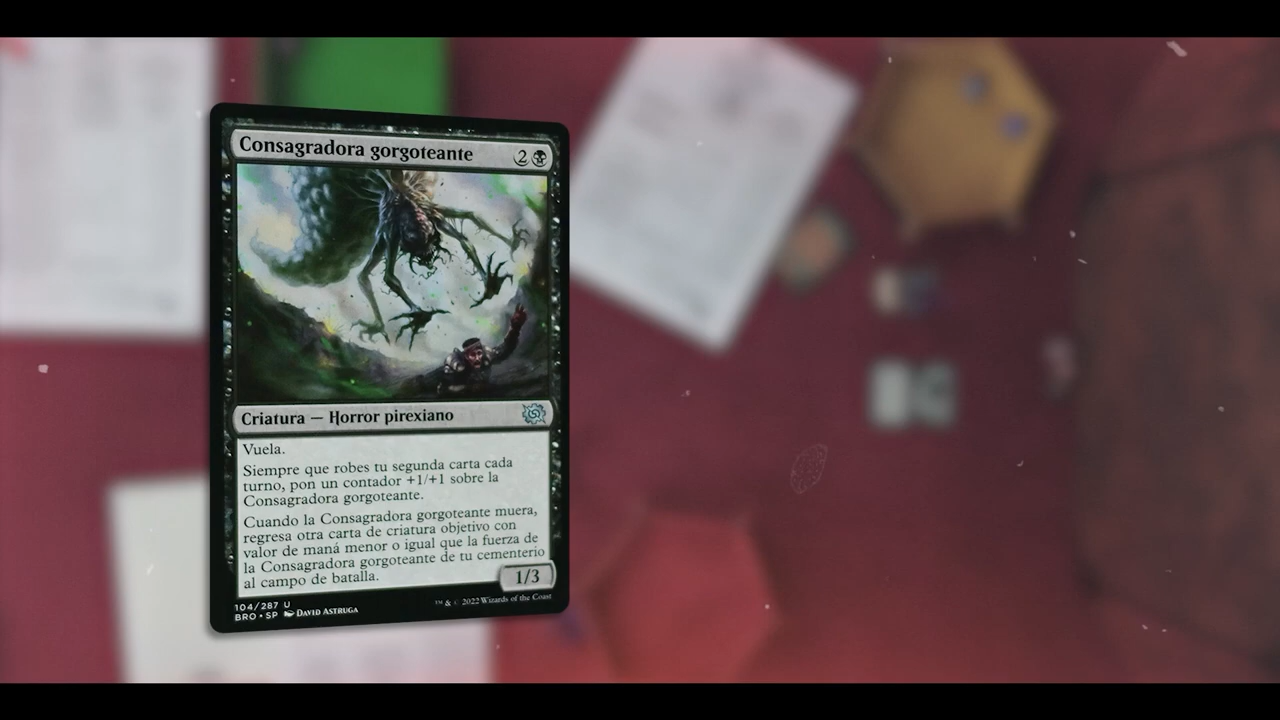 Consagradora gorgoteante 2
Criatura — Horror pirexiano
Vuela.
Siempre que robes tu segunda carta cada
turno, pon un contador +1/+1 sobre la
Consagradora gorgoteante.
Cuando la Consagradora gorgoteante muera,
regresa otra carta de criatura objetivo con
valor de maná menor o igual que la fuerza de
la Consagradora gorgoteante de tu cementerio
al campo de batalla.
1/3
104/287 U
BRO • SP DAVID ASTRUGA
™ & © 2022 Wizards of the Coast